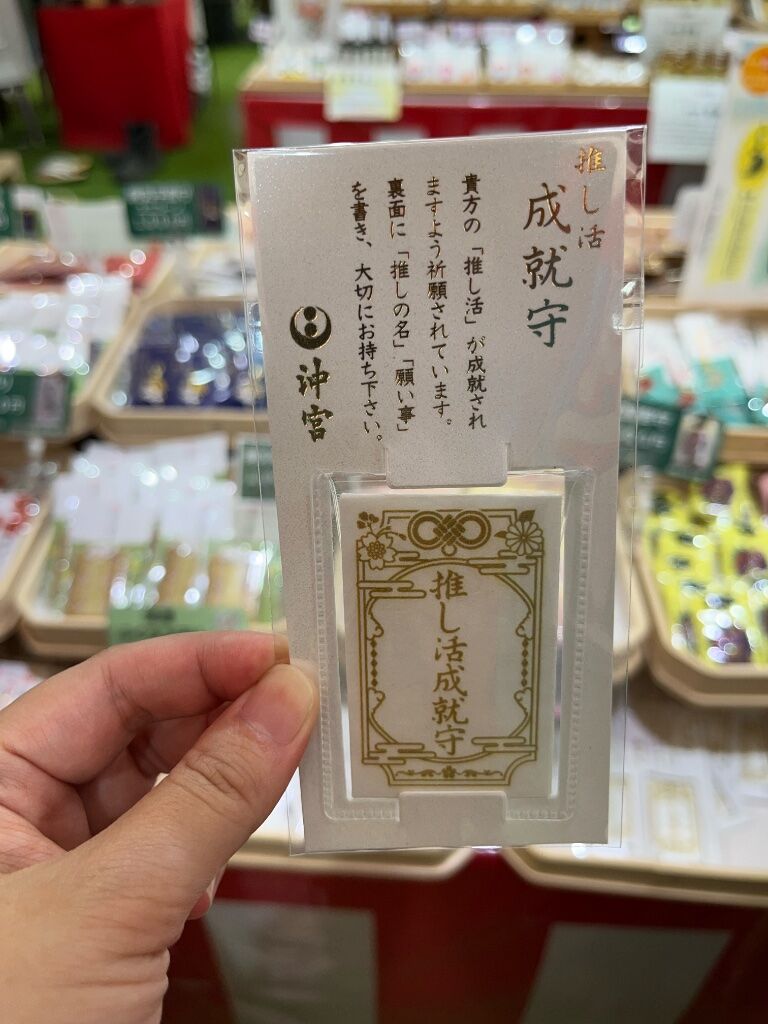 推し活
成就守
貴方の「推し活」が成就され
ますよう祈願されています。
裏面に「推しの名」「願い事」
を書き、大切にお持ち下さい。
沖宮
推し活成就守